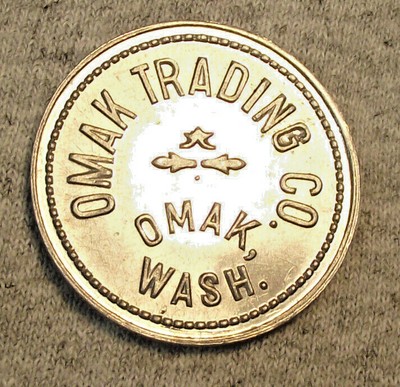 OMAK TRADING CO.
OMAK,
WASH.